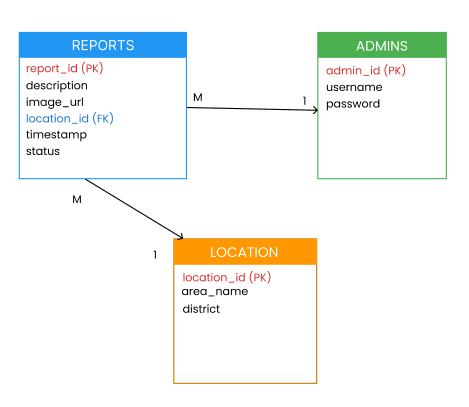 REPORTS
report_id (PK)
description
image_url
location_id (FK)
timestamp
status
M
1
ADMINS
admin_id (PK)
username
password
M
1
LOCATION
location_id (PK)
area_name
district